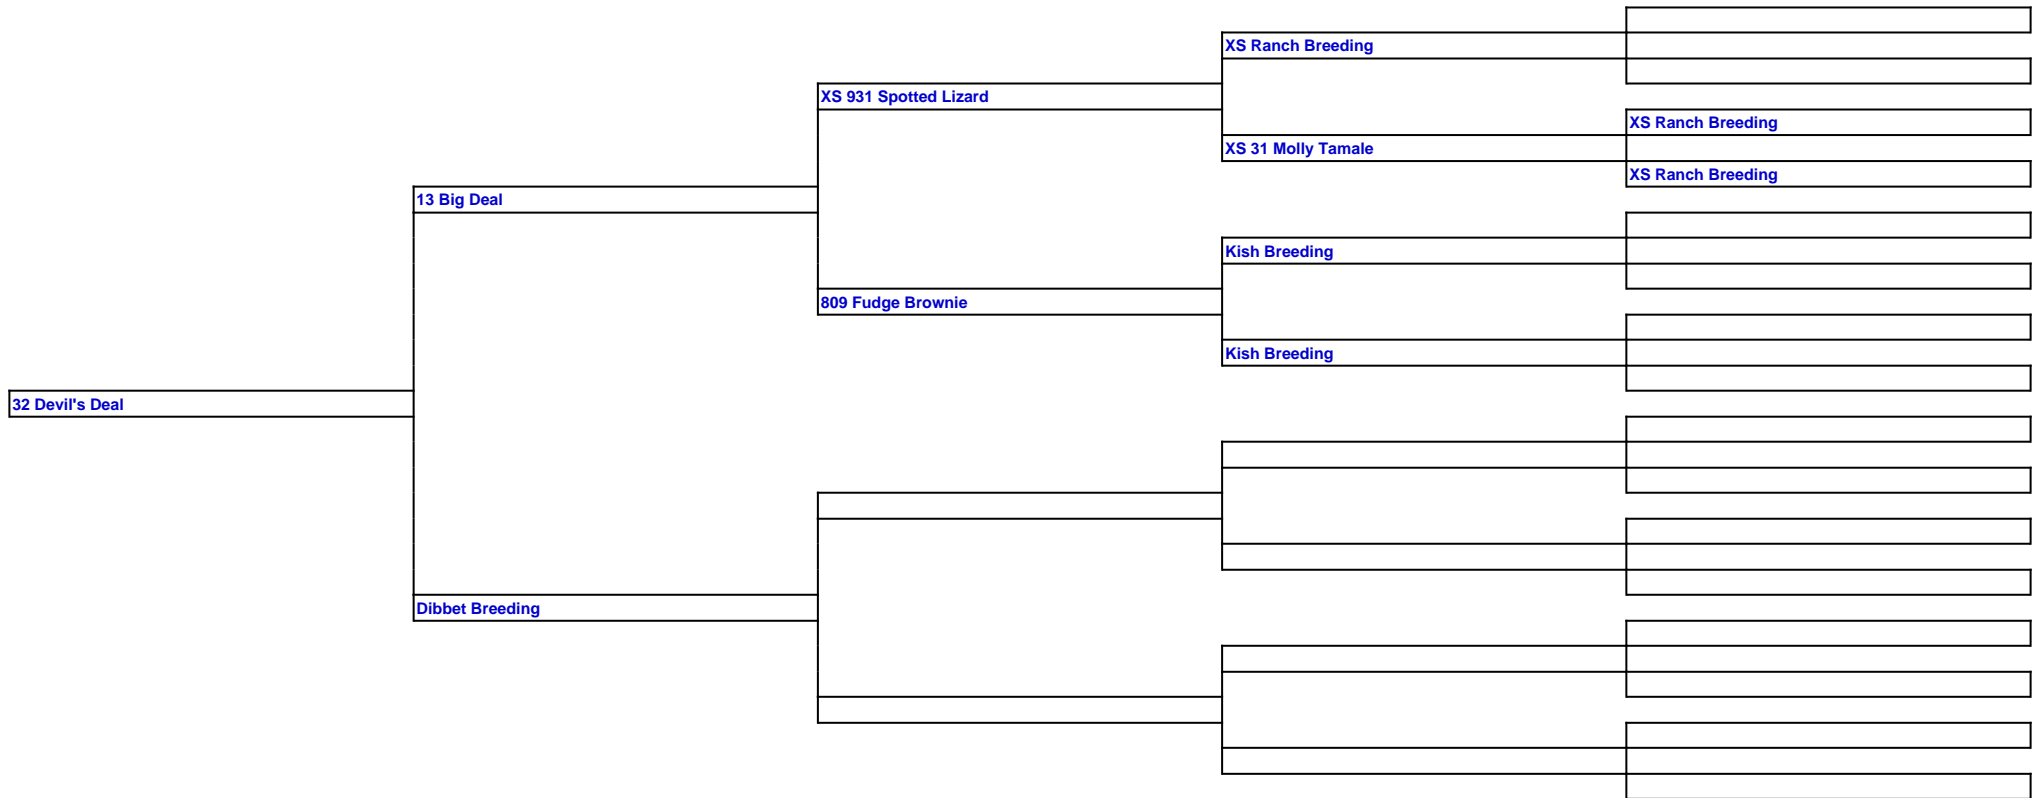 XS Ranch Breeding
XS 931 Spotted Lizard
XS Ranch Breeding
XS 31 Molly Tamale
XS Ranch Breeding
13 Big Deal
Kish Breeding
809 Fudge Brownie
Kish Breeding
32 Devil's Deal
Dibbet Breeding